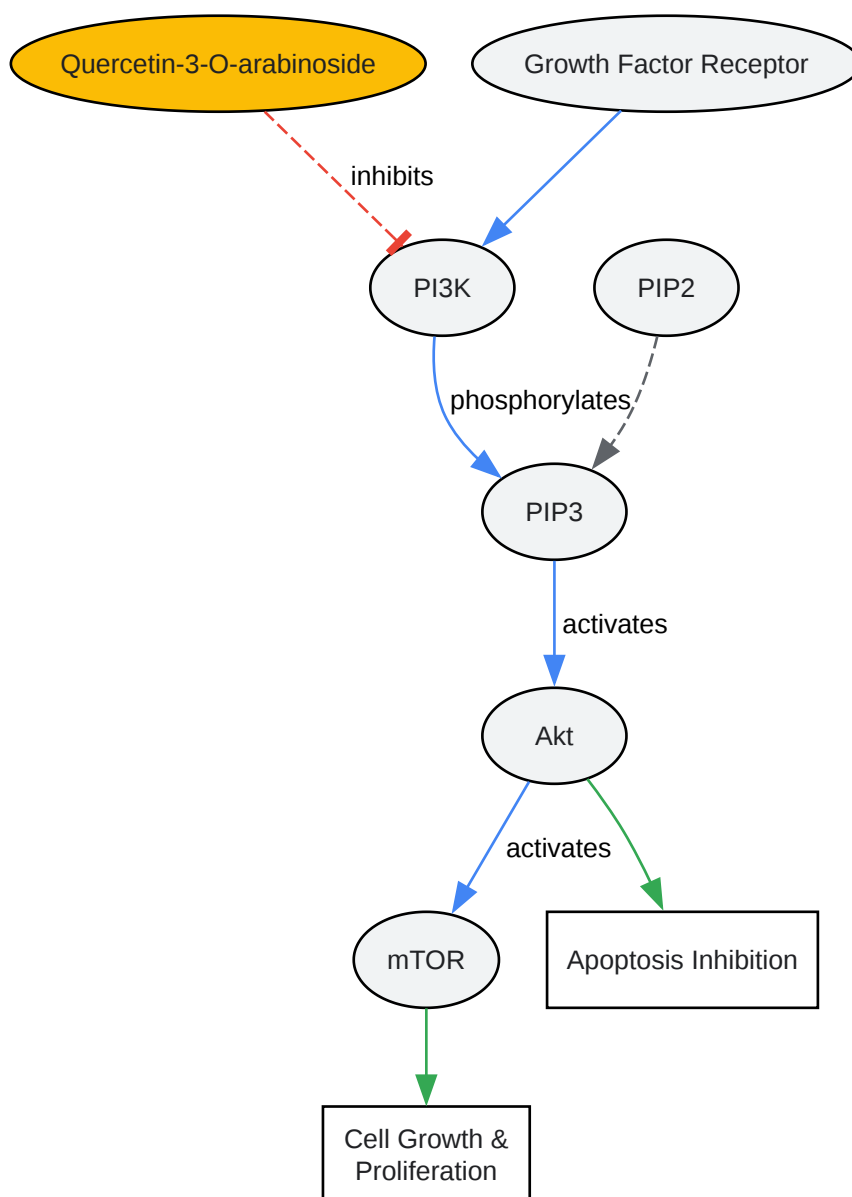 Quercetin-3-O-arabinoside
Growth Factor Receptor
inhibits
PI3K
PIP2
phosphorylates
PIP3
activates
Akt
activates
mTOR
Apoptosis Inhibition
Cell Growth &
Proliferation